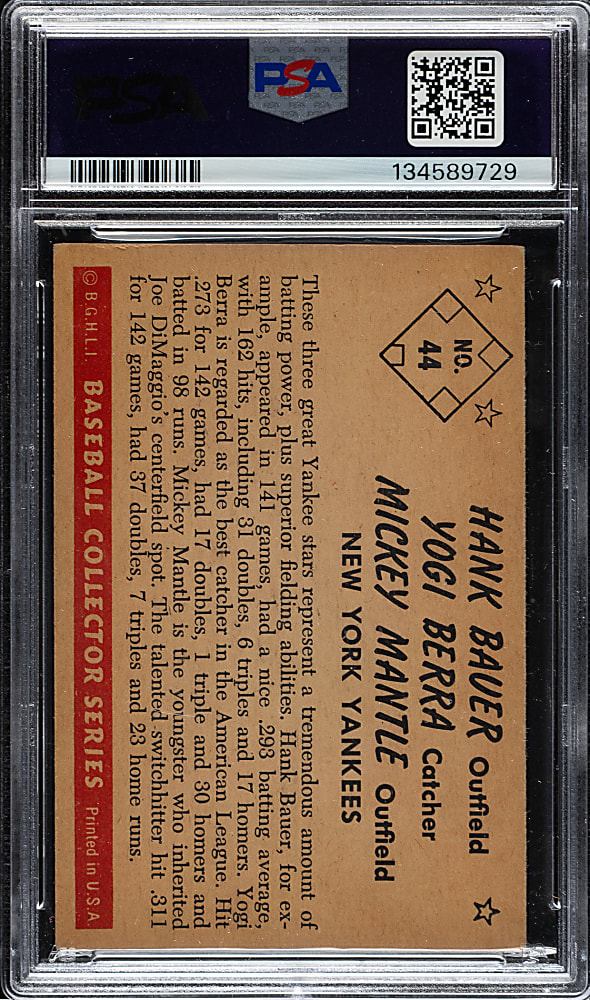 PSA
PSA
134589729
NO.
44
HANK BAUER Outfield
YOGI BERRA Catcher
MICKEY MANTLE Outfield
NEW YORK YANKEES
These three great Yankee stars represent a tremendous amount of
batting power, plus superior fielding abilities. Hank Bauer, for ex-
ample, appeared in 141 games, had a nice .293 batting average,
with 162 hits, including 31 doubles, 6 triples and 17 homers. Yogi
Berra is regarded as the best catcher in the American League. Hit
.273 for 142 games, had 17 doubles, 1 triple and 30 homers and
batted in 98 runs. Mickey Mantle is the youngster who inherited
Joe DiMaggio's centerfield spot. The talented switchhitter hit .311
for 142 games, had 37 doubles, 7 triples and 23 home runs.
© B.G.H.L.I. BASEBALL COLLECTOR SERIES Printed in U.S.A.